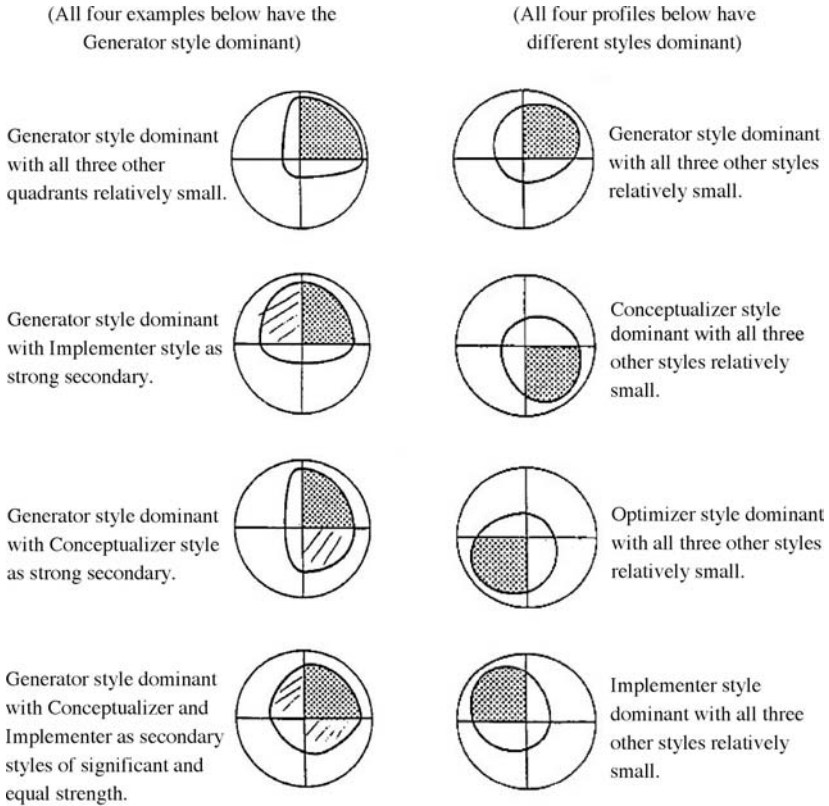 (All four examples below have the
Generator style dominant)
Generator style dominant
with all three other
quadrants relatively small.
Generator style dominant
with Implementer style as
strong secondary.
Generator style dominant
with Conceptualizer style
as strong secondary.
Generator style dominant
with Conceptualizer and
Implementer as secondary
styles of significant and
equal strength.
(All four profiles below have
different styles dominant)
Generator style dominant
with all three other styles
relatively small.
Conceptualizer style
dominant with all three
other styles relatively
small.
Optimizer style dominant
with all three other styles
relatively small.
Implementer style
dominant with all three
other styles relatively
small.